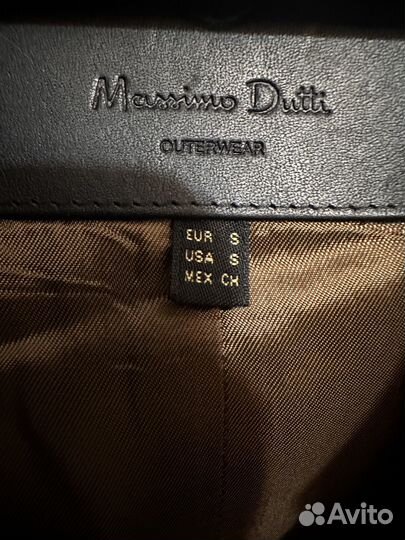 Massimo Dutti
OUTERWEAR
EUR S
USA S
MEX CH
Avito